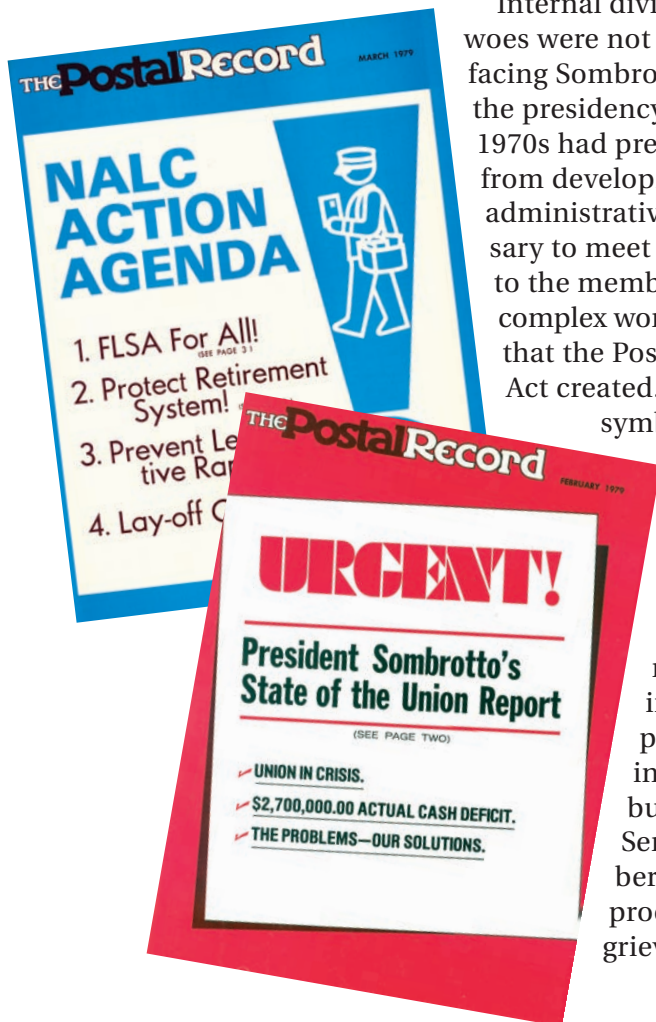 THE Postal Record
MARCH 1979
NALC
ACTION
AGENDA
1. FLSA For All!
(SEE PAGE 3)
2. Protect Retirement
System!
3. Prevent Le
tive Ra
4. Lay-off
THE Postal Record
FEBRUARY 1979
URGENT!
President Sombrotto's
State of the Union Report
(SEE PAGE TWO)
UNION IN CRISIS.
$2,700,000.00 ACTUAL CASH DEFICIT.
THE PROBLEMS—OUR SOLUTIONS.
Internal divi
woes were not
facing Sombro
the presidency
1970s had pre
from develop
administrativ
sary to meet
to the memb
complex wor
that the Pos
Act created.
symb
i
p
in
bu
Ser
ber
proc
griev